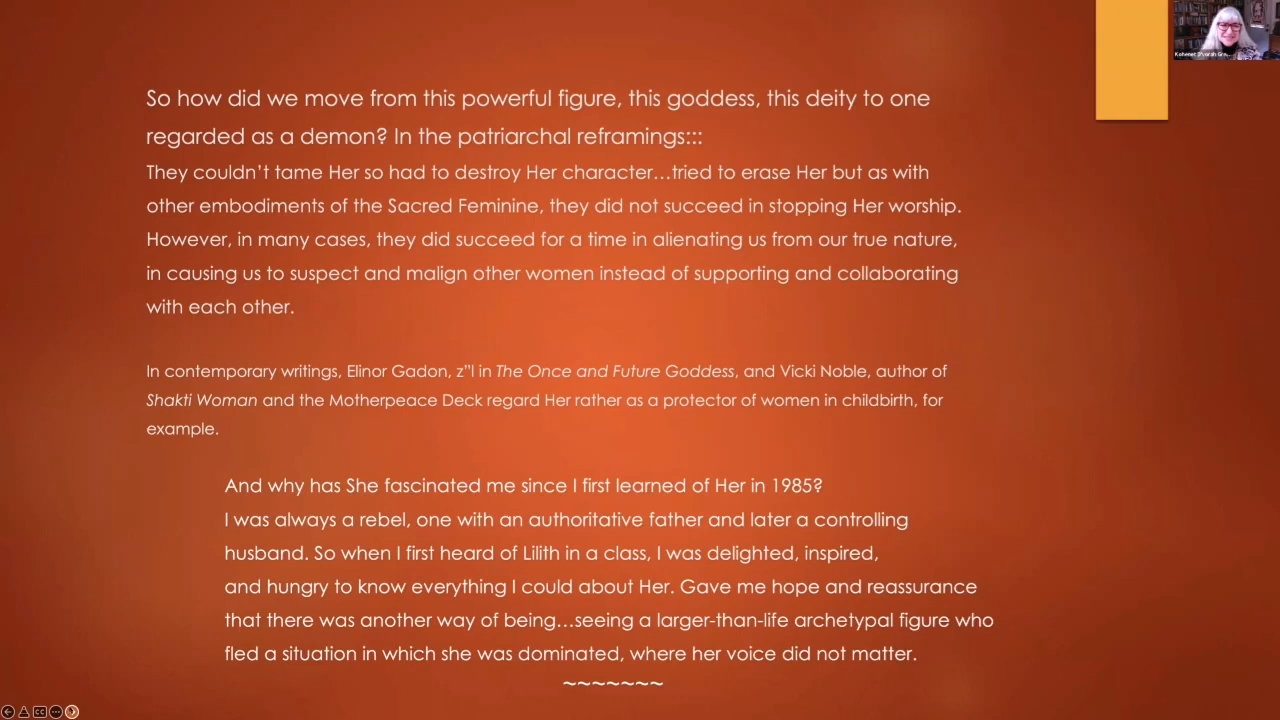 So how did we move from this powerful figure, this goddess, this deity to one
regarded as a demon? In the patriarchal reframings:::
They couldn’t tame Her so had to destroy Her character…tried to erase Her but as with
other embodiments of the Sacred Feminine, they did not succeed in stopping Her worship.
However, in many cases, they did succeed for a time in alienating us from our true nature,
in causing us to suspect and malign other women instead of supporting and collaborating
with each other.
In contemporary writings, Elinor Gadon, z”l in The Once and Future Goddess, and Vicki Noble, author of
Shakti Woman and the Motherpeace Deck regard Her rather as a protector of women in childbirth, for
example.
And why has She fascinated me since I first learned of Her in 1985?
I was always a rebel, one with an authoritative father and later a controlling
husband. So when I first heard of Lilith in a class, I was delighted, inspired,
and hungry to know everything I could about Her. Gave me hope and reassurance
that there was another way of being…seeing a larger-than-life archetypal figure who
fled a situation in which she was dominated, where her voice did not matter.
~~~~~~~